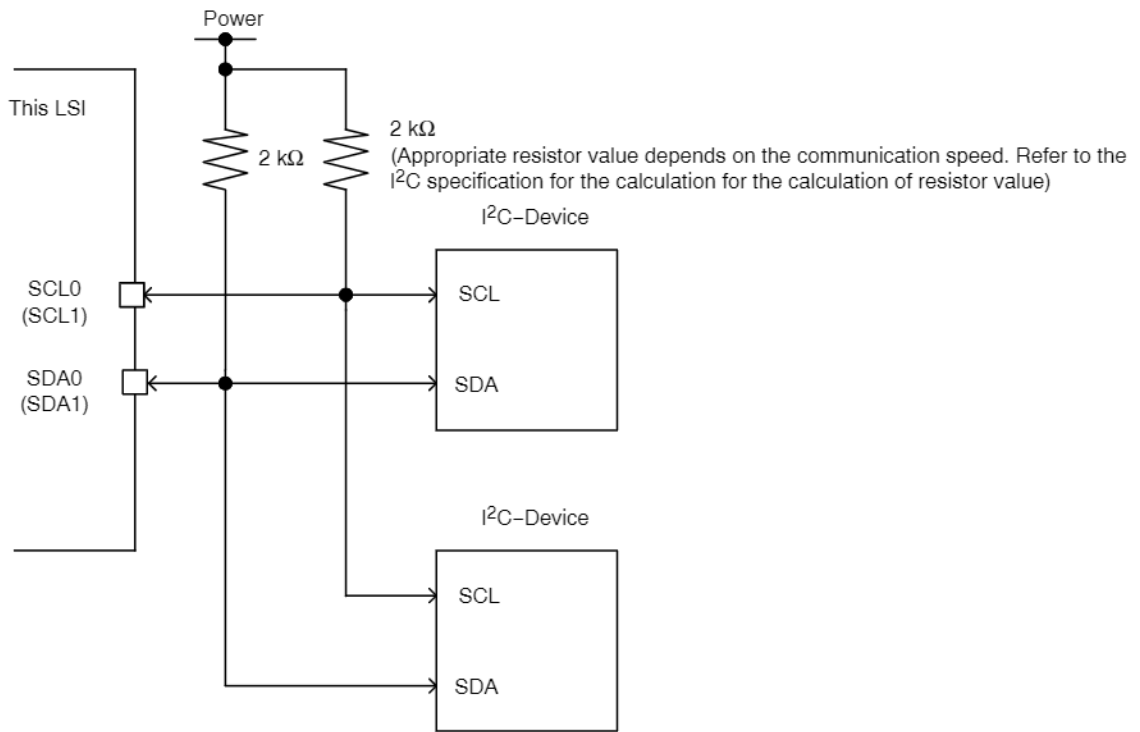 Power
This LSI
2 kΩ
2 kΩ
(Appropriate resistor value depends on the communication speed. Refer to the
I²C specification for the calculation for the calculation of resistor value)
I²C−Device
SCL0
(SCL1)
SCL
SDA0
(SDA1)
SDA
I²C−Device
SCL
SDA